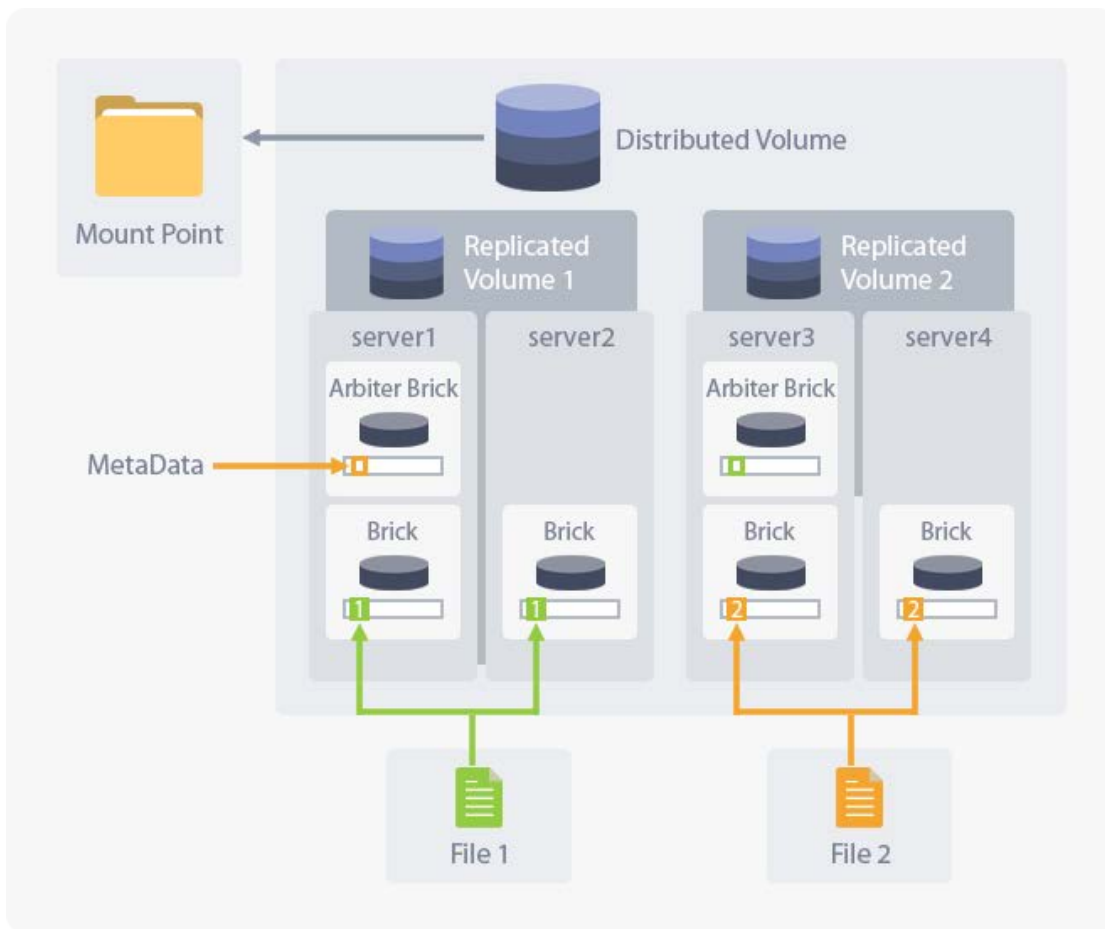 Distributed Volume
Mount Point
Replicated
Volume 1
Replicated
Volume 2
server1
server2
server3
server4
Arbiter Brick
Arbiter Brick
MetaData
Brick
Brick
Brick
Brick
1
1
2
2
File 1
File 2